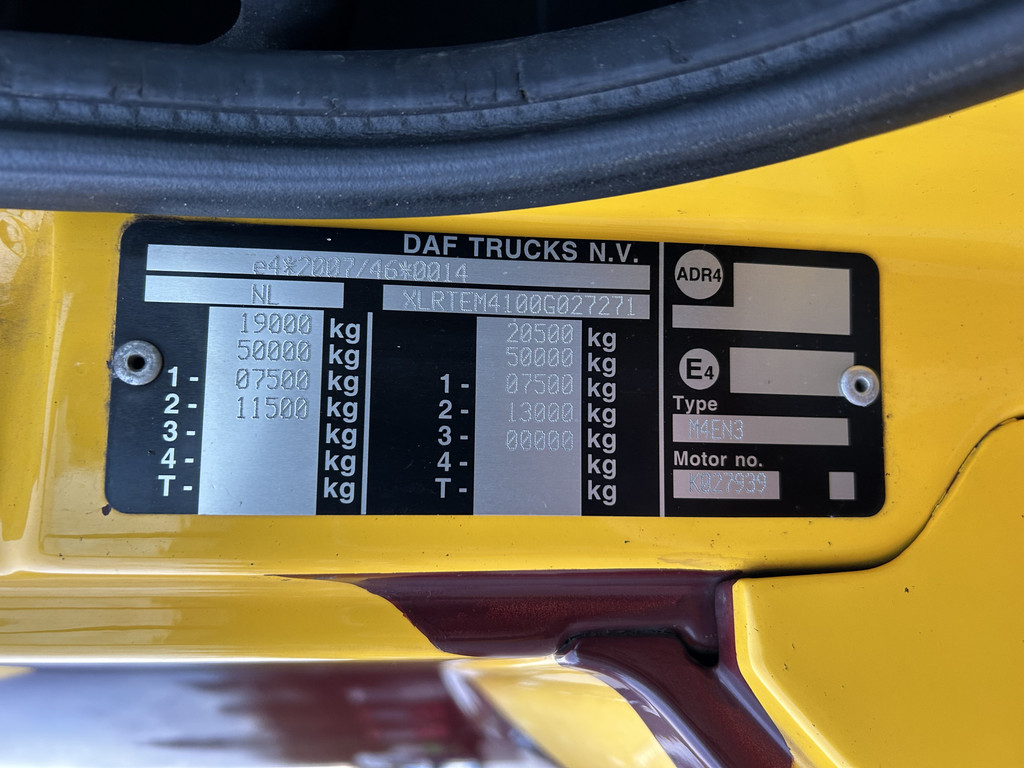 DAF TRUCKS N.V.
e4*2007/46*0014
NL XLRTEM4100G027271
19000 kg 20500 kg
50000 kg 50000 kg
1- 07500 kg 1- 07500 kg
2- 11500 kg 2- 13000 kg
3- kg 3- 00000 kg
4- kg 4- kg
T- kg T- kg
ADR4
E4
Type
M4EN3
Motor no.
K027939